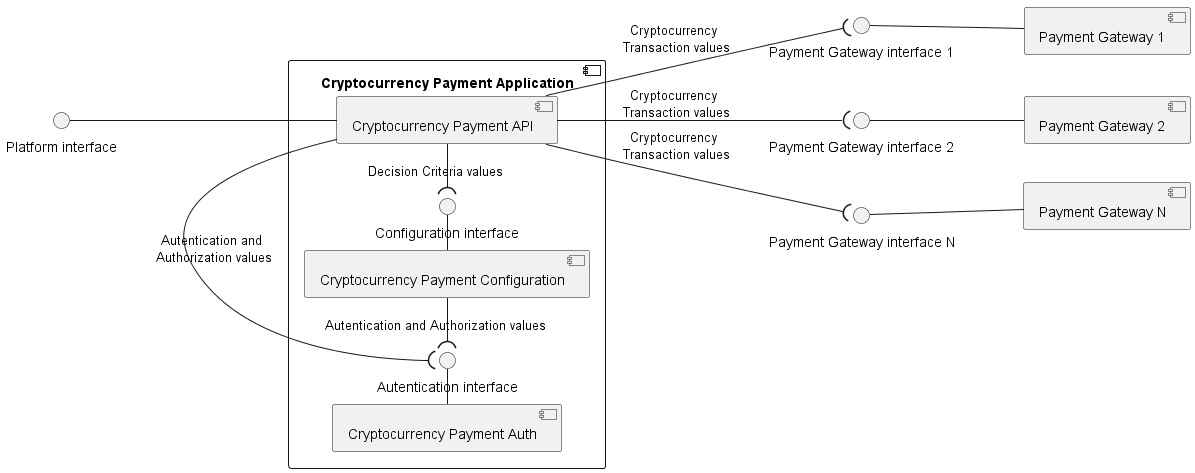 Cryptocurrency
Transaction values
Payment Gateway 1
Payment Gateway interface 1
Cryptocurrency Payment Application
Cryptocurrency
Transaction values
Cryptocurrency Payment API
Payment Gateway 2
Platform interface
Payment Gateway interface 2
Cryptocurrency
Transaction values
Decision Criteria values
Payment Gateway N
Configuration interface
Payment Gateway interface N
Autentication and
Authorization values
Cryptocurrency Payment Configuration
Autentication and Authorization values
Autentication interface
Cryptocurrency Payment Auth